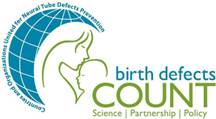 Countries and Organizations United for Neural Tube Defects Prevention
birth defects
COUNT
Science | Partnership | Policy